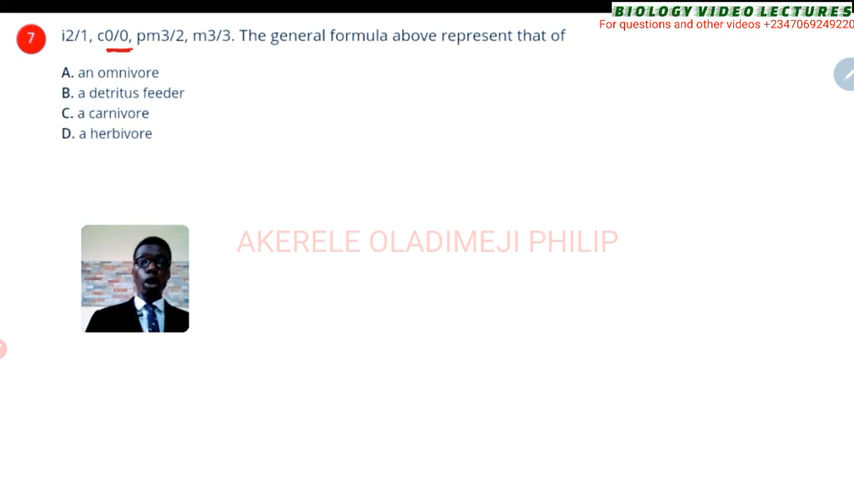 BIOLOGY VIDEO LECTURES
For questions and other videos +2347069249220
7 i2/1, c0/0, pm3/2, m3/3. The general formula above represent that of
A. an omnivore
B. a detritus feeder
C. a carnivore
D. a herbivore
AKERELE OLADIMEJI PHILIP